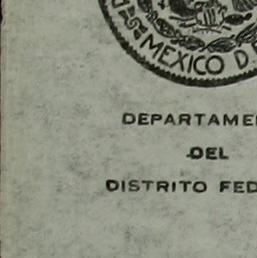 MEXICO D.
DEPARTAME
DEL
DISTRITO FED